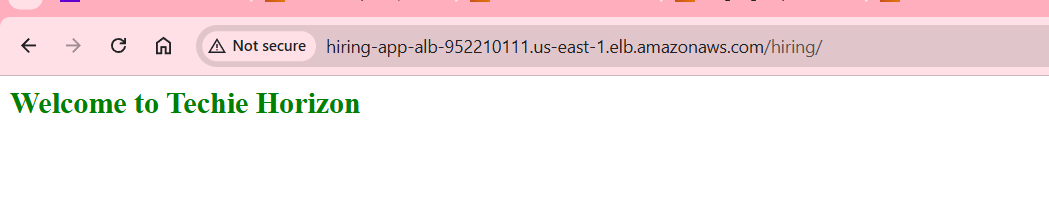 Not secure
hiring-app-alb-952210111.us-east-1.elb.amazonaws.com/hiring/
Welcome to Techie Horizon